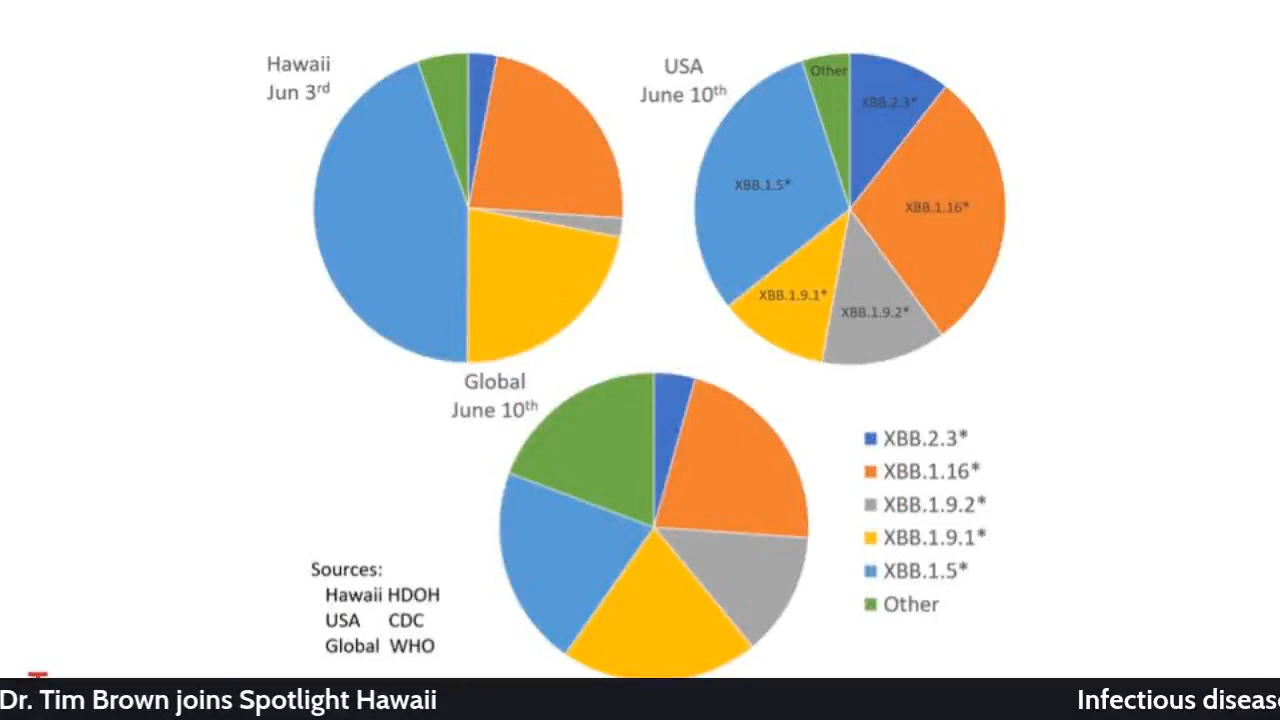 Hawaii
Jun 3rd
USA
June 10th
Other
XBB.2.3*
XBB.1.5*
XBB.1.16*
XBB.1.9.1*
XBB.1.9.2*
Global
June 10th
XBB.2.3*
XBB.1.16*
XBB.1.9.2*
XBB.1.9.1*
XBB.1.5*
Other
Sources:
Hawaii HDOH
USA CDC
Global WHO
Dr. Tim Brown joins Spotlight Hawaii
Infectious diseas